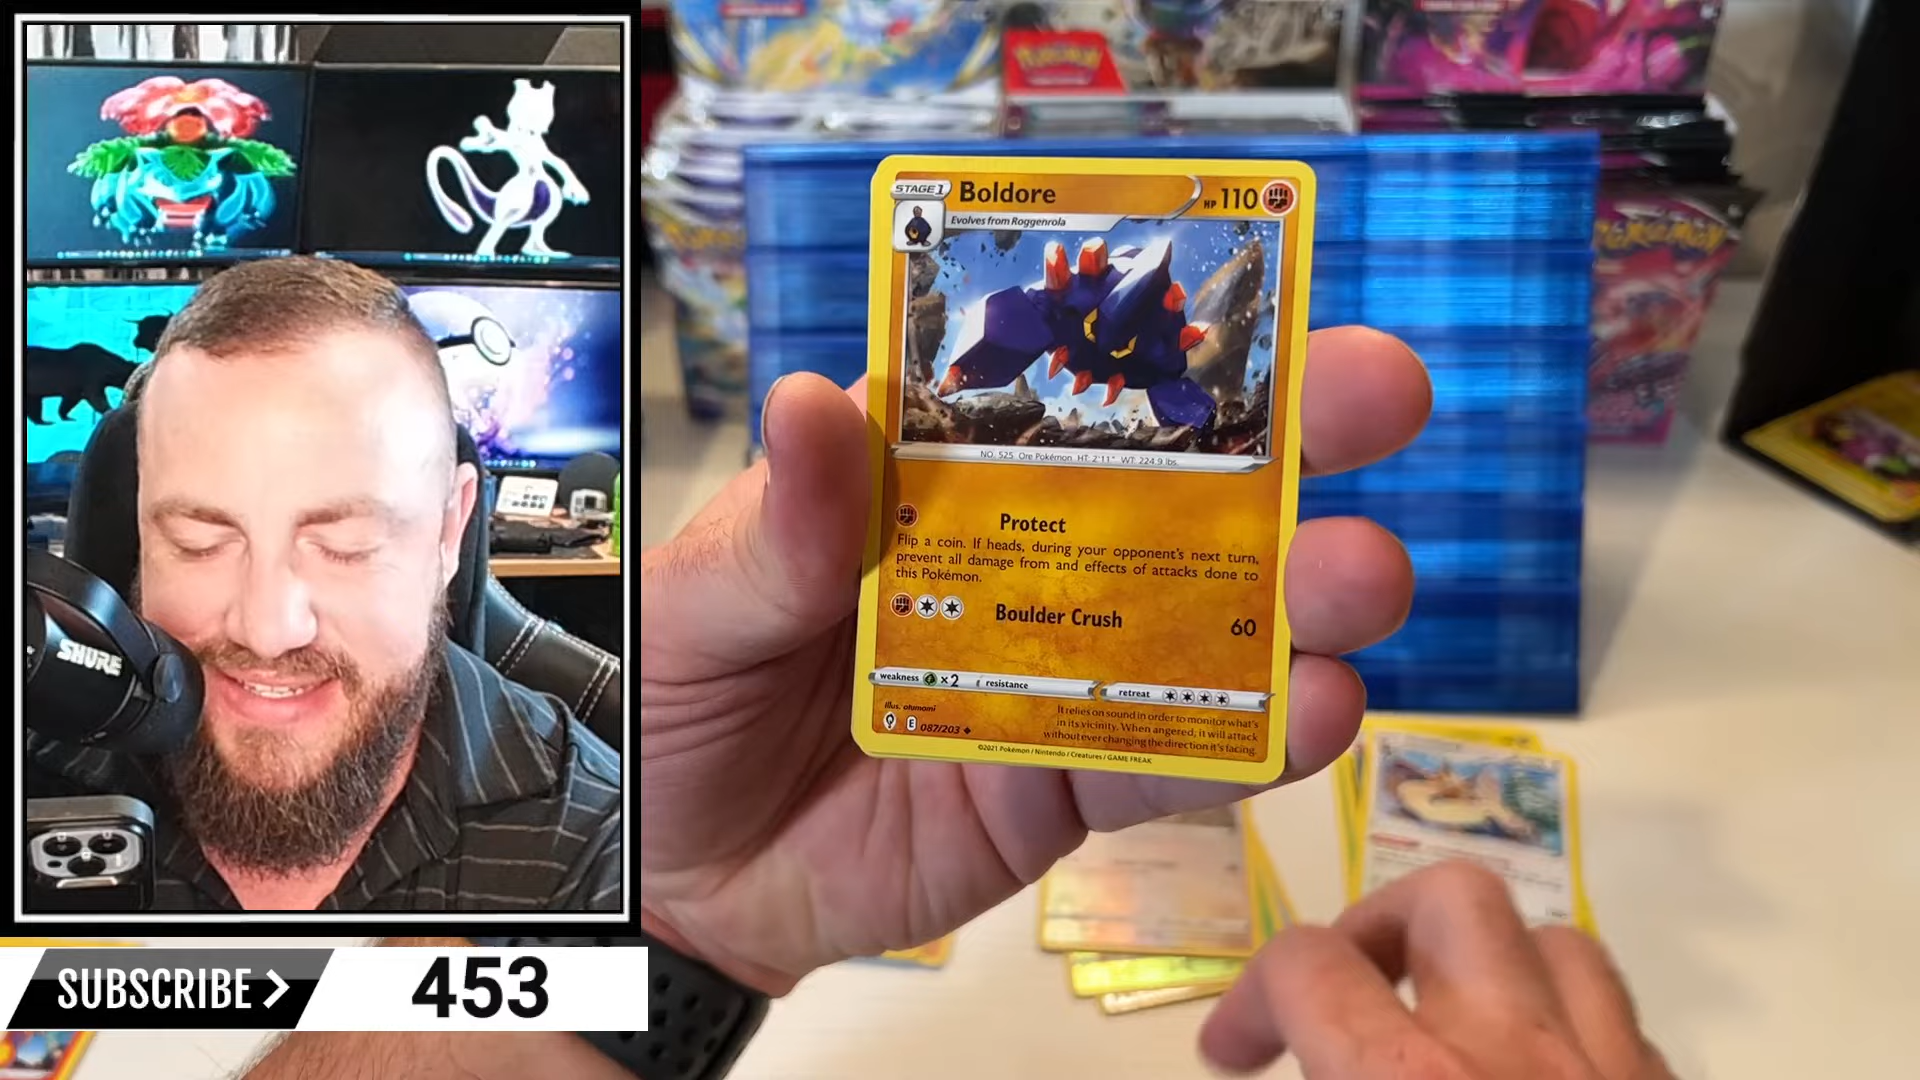 STAGE 1 Boldore HP 110
Evolves from Roggenrola
NO. 525 Ore Pokémon HT: 2'11" WT: 224.9 lbs.
Protect
Flip a coin. If heads, during your opponent's next turn,
prevent all damage from and effects of attacks done to
this Pokémon.
Boulder Crush 60
weakness ×2 resistance retreat
Illus. otumami
E 087/203
It relies on sound in order to monitor what's
in its vicinity. When angered, it will attack
without ever changing the direction it's facing.
©2021 Pokémon / Nintendo / Creatures / GAME FREAK
SHURE
SUBSCRIBE
453
POKÉMON
POKÉMON